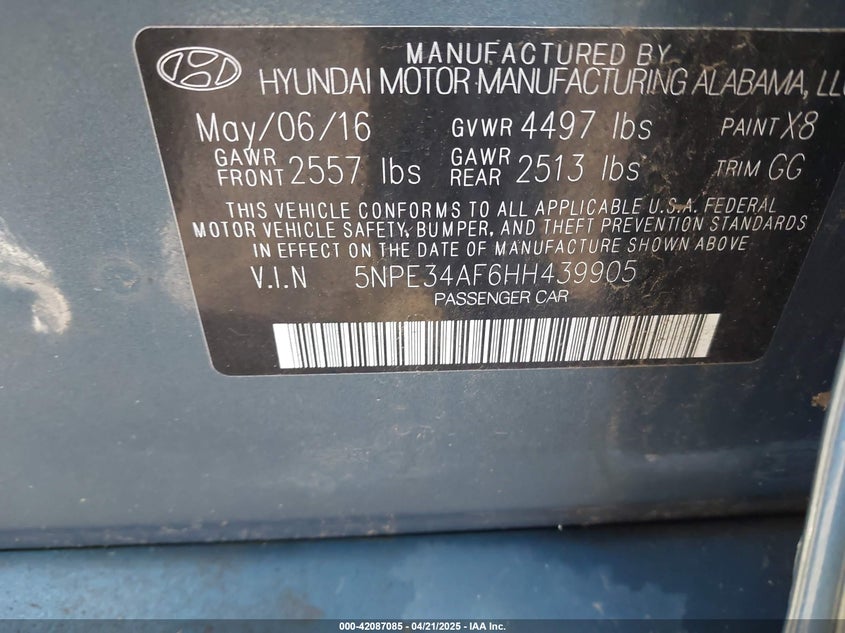 MANUFACTURED BY
HYUNDAI MOTOR MANUFACTURING ALABAMA, LLC
May/06/16 GVWR 4497 lbs PAINT X8
GAWR FRONT 2557 lbs GAWR REAR 2513 lbs TRIM GG
THIS VEHICLE CONFORMS TO ALL APPLICABLE U.S.A. FEDERAL
MOTOR VEHICLE SAFETY, BUMPER, AND THEFT PREVENTION STANDARDS
IN EFFECT ON THE DATE OF MANUFACTURE SHOWN ABOVE
V.I.N 5NPE34AF6HH439905
PASSENGER CAR
000-42087085 - 04/21/2025 - IAA Inc.